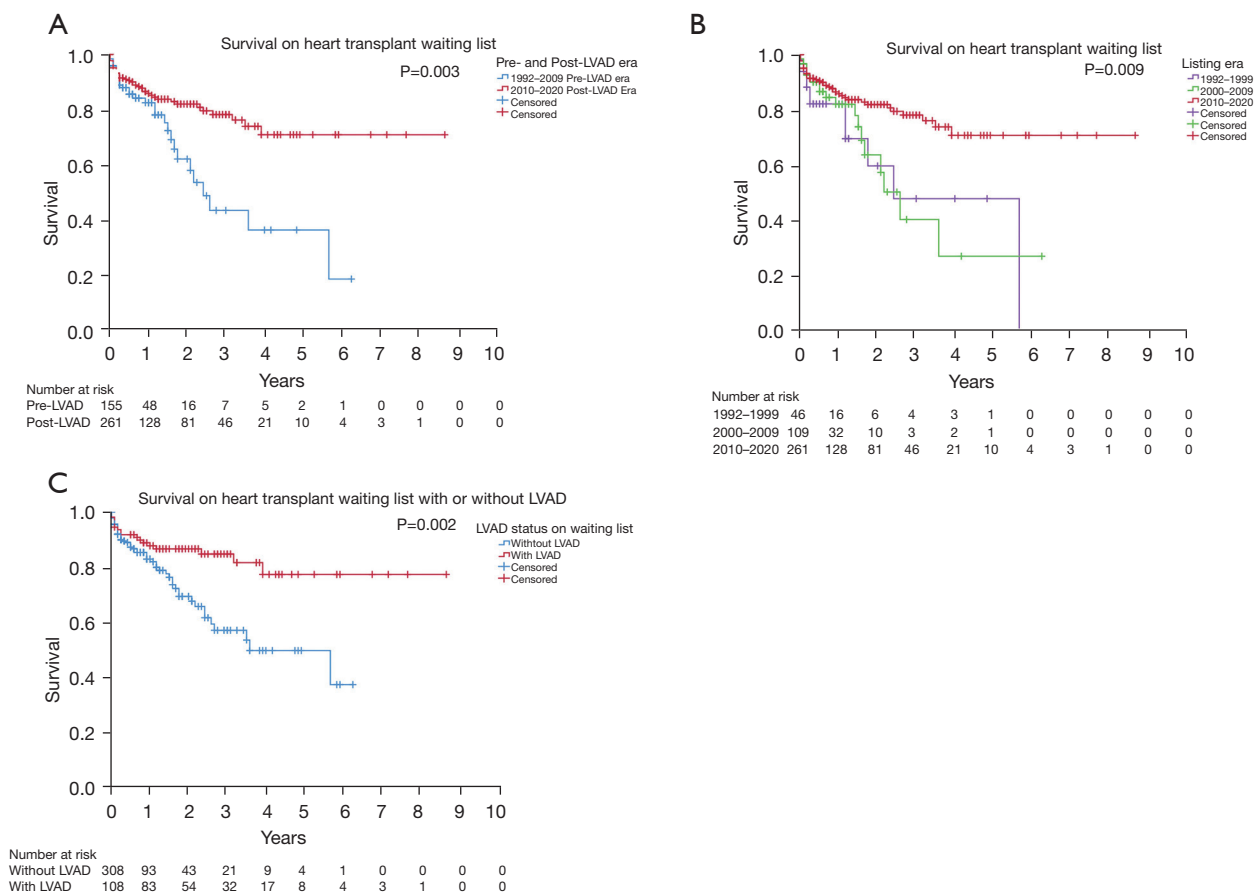 A
Survival on heart transplant waiting list
P=0.003
Pre- and Post-LVAD era
1992–2009 Pre-LVAD era
2010–2020 Post-LVAD Era
Censored
Censored
1.0
0.8
0.6
0.4
0.2
0.0
Survival
0 1 2 3 4 5 6 7 8 9 10
Years
Number at risk
Pre-LVAD 155 48 16 7 5 2 1 0 0 0 0
Post-LVAD 261 128 81 46 21 10 4 3 1 0 0
B
Survival on heart transplant waiting list
P=0.009
Listing era
1992–1999
2000–2009
2010–2020
Censored
Censored
Censored
1.0
0.8
0.6
0.4
0.2
0.0
Survival
0 1 2 3 4 5 6 7 8 9 10
Years
Number at risk
1992–1999 46 16 6 4 3 1 0 0 0 0 0
2000–2009 109 32 10 3 2 1 0 0 0 0 0
2010–2020 261 128 81 46 21 10 4 3 1 0 0
C
Survival on heart transplant waiting list with or without LVAD
P=0.002
LVAD status on waiting list
Withtout LVAD
With LVAD
Censored
Censored
1.0
0.8
0.6
0.4
0.2
0.0
Survival
0 1 2 3 4 5 6 7 8 9 10
Years
Number at risk
Without LVAD 308 93 43 21 9 4 1 0 0 0 0
With LVAD 108 83 54 32 17 8 4 3 1 0 0